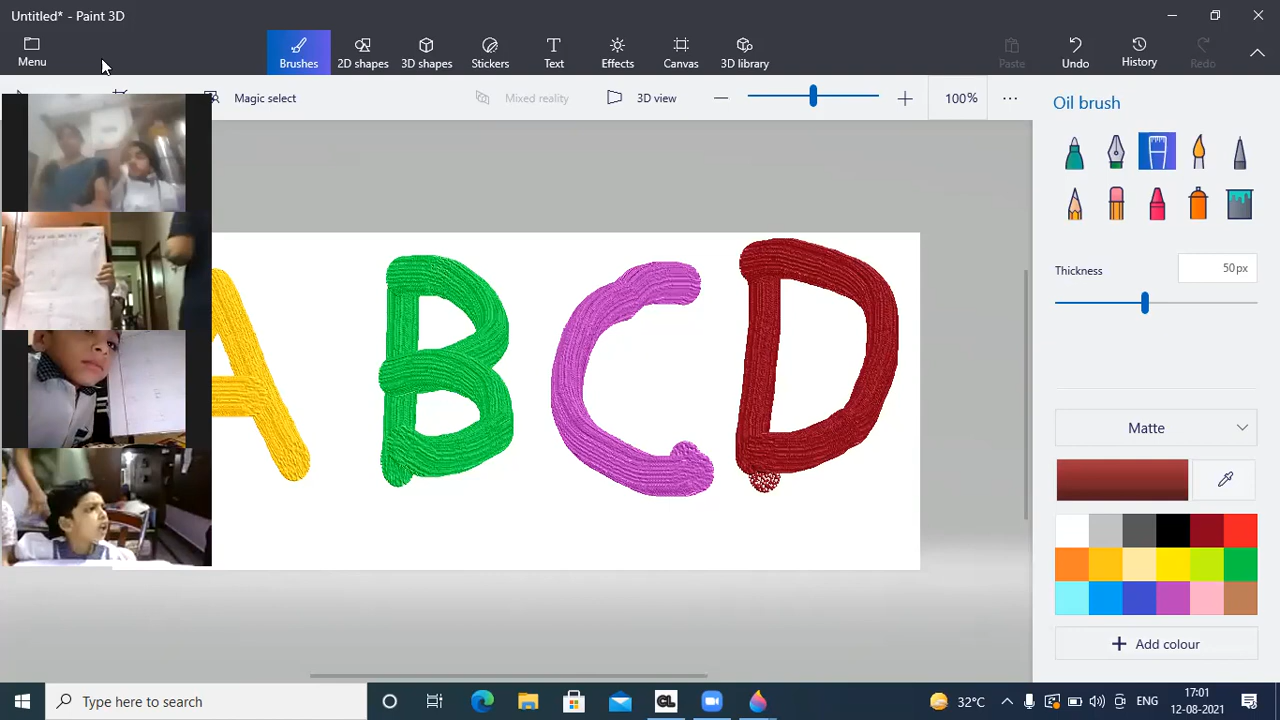 Untitled* - Paint 3D
Menu
Brushes
2D shapes
3D shapes
Stickers
Text
Effects
Canvas
3D library
Paste
Undo
History
Redo
Magic select
Mixed reality
3D view
100%
Oil brush
Thickness
50px
Matte
Add colour
A B C D
Type here to search
CL
32°C
ENG
17:01
12-08-2021